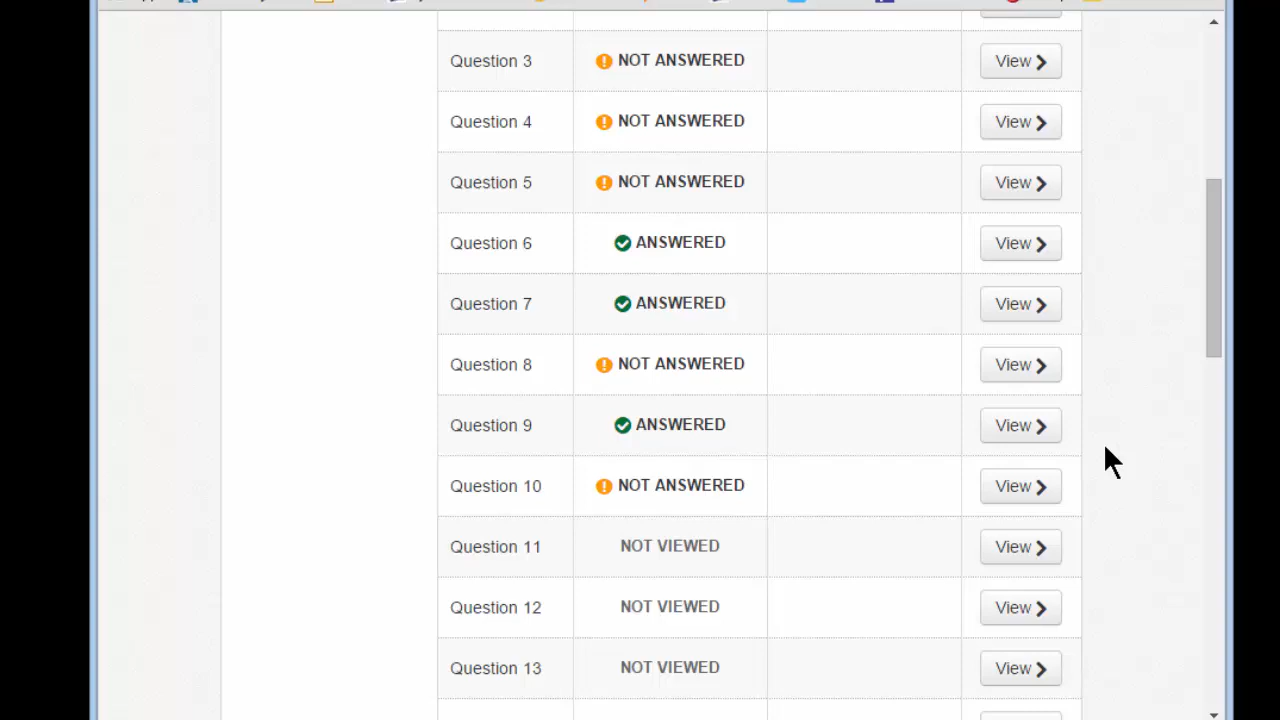 Question 3 NOT ANSWERED View
Question 4 NOT ANSWERED View
Question 5 NOT ANSWERED View
Question 6 ANSWERED View
Question 7 ANSWERED View
Question 8 NOT ANSWERED View
Question 9 ANSWERED View
Question 10 NOT ANSWERED View
Question 11 NOT VIEWED View
Question 12 NOT VIEWED View
Question 13 NOT VIEWED View